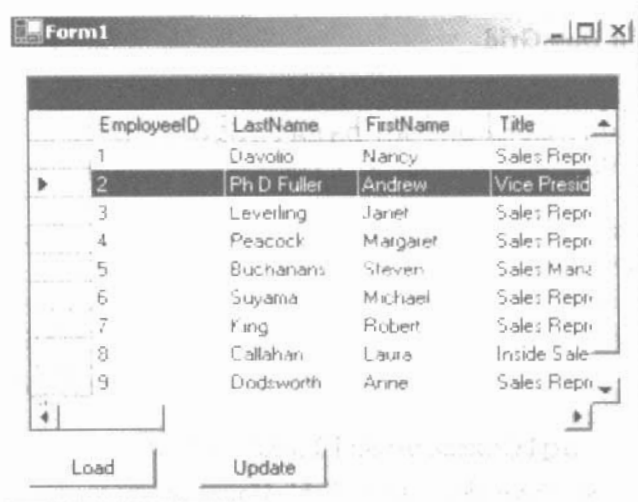 Form1
EmployeeID LastName FirstName Title
1 Davolio Nancy Sales Repr
2 Ph D Fuller Andrew Vice Presid
3 Leverling Janet Sales Repr
4 Peacock Margaret Sales Repr
5 Buchanans Steven Sales Mana
6 Suyama Michael Sales Repr
7 King Robert Sales Repr
8 Callahan Laura Inside Sale
9 Dodsworth Anne Sales Repr
Load Update